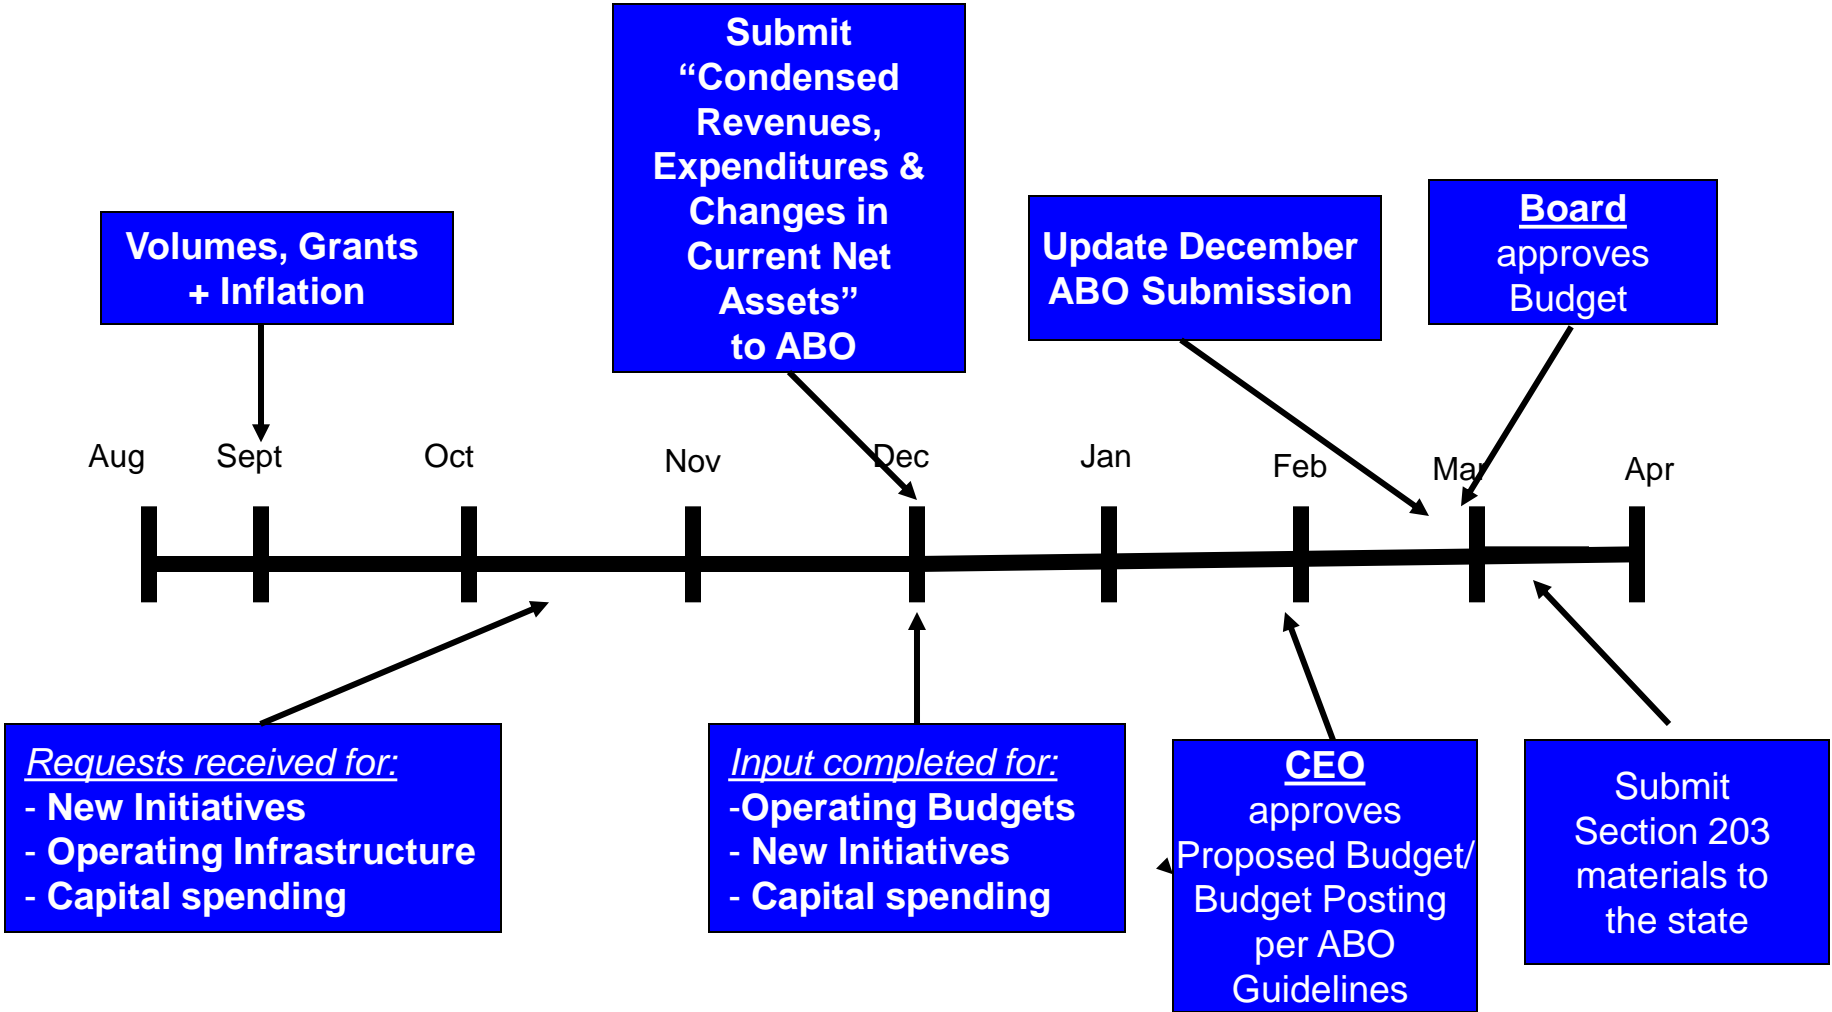 Submit
“Condensed
Revenues,
Expenditures &
Changes in
Current Net
Assets”
to ABO
Volumes, Grants
+ Inflation
Update December
ABO Submission
Board
approves
Budget
Aug
Sept
Oct
Nov
Dec
Jan
Feb
Mar
Apr
Requests received for:
- New Initiatives
- Operating Infrastructure
- Capital spending
Input completed for:
-Operating Budgets
- New Initiatives
- Capital spending
CEO
approves
Proposed Budget/
Budget Posting
per ABO
Guidelines
Submit
Section 203
materials to
the state